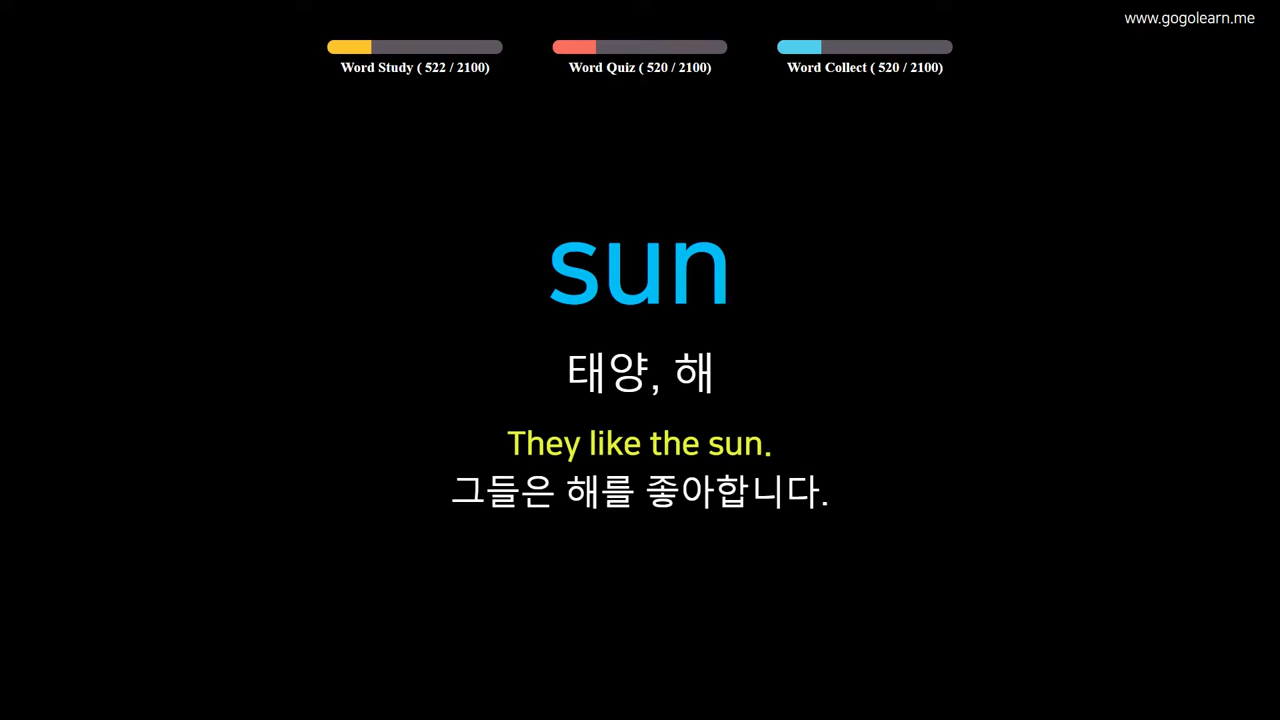 www.gogolearn.me
Word Study ( 522 / 2100)
Word Quiz ( 520 / 2100)
Word Collect ( 520 / 2100)
sun
태양, 해
They like the sun.
그들은 해를 좋아합니다.